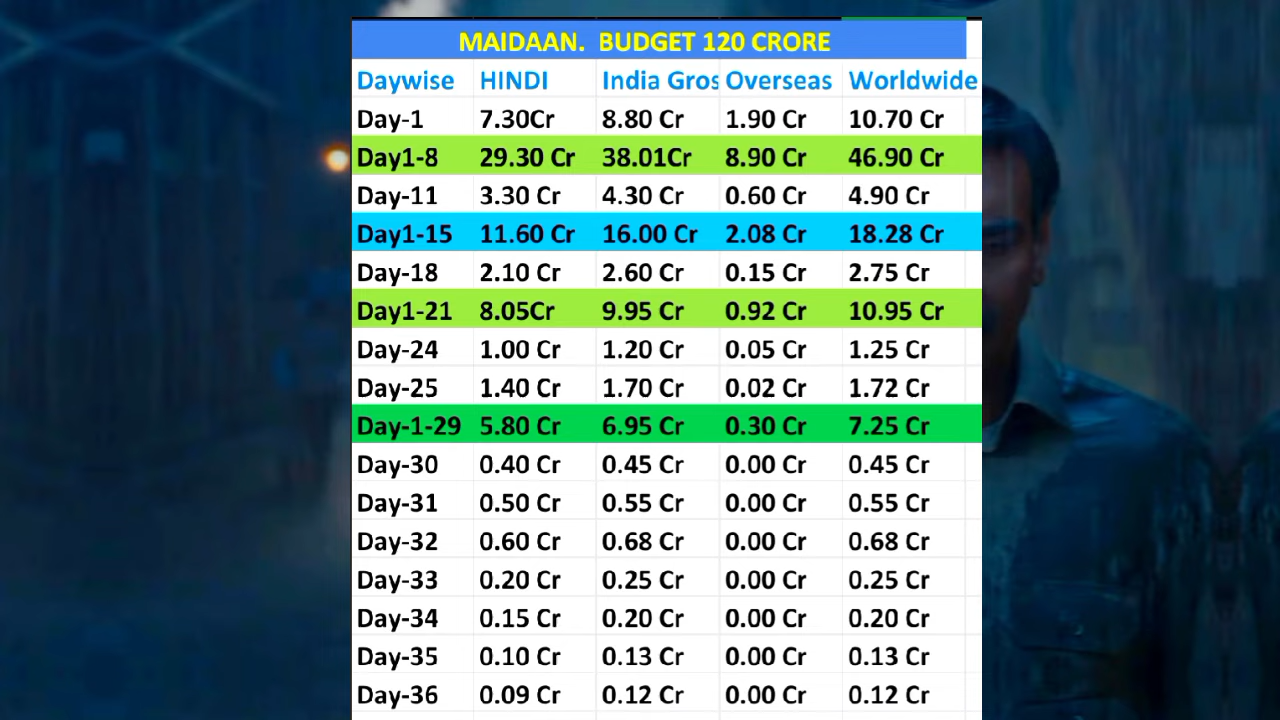 MAIDAAN. BUDGET 120 CRORE
Daywise HINDI India Gros Overseas Worldwide
Day-1 7.30Cr 8.80 Cr 1.90 Cr 10.70 Cr
Day1-8 29.30 Cr 38.01Cr 8.90 Cr 46.90 Cr
Day-11 3.30 Cr 4.30 Cr 0.60 Cr 4.90 Cr
Day1-15 11.60 Cr 16.00 Cr 2.08 Cr 18.28 Cr
Day-18 2.10 Cr 2.60 Cr 0.15 Cr 2.75 Cr
Day1-21 8.05Cr 9.95 Cr 0.92 Cr 10.95 Cr
Day-24 1.00 Cr 1.20 Cr 0.05 Cr 1.25 Cr
Day-25 1.40 Cr 1.70 Cr 0.02 Cr 1.72 Cr
Day-1-29 5.80 Cr 6.95 Cr 0.30 Cr 7.25 Cr
Day-30 0.40 Cr 0.45 Cr 0.00 Cr 0.45 Cr
Day-31 0.50 Cr 0.55 Cr 0.00 Cr 0.55 Cr
Day-32 0.60 Cr 0.68 Cr 0.00 Cr 0.68 Cr
Day-33 0.20 Cr 0.25 Cr 0.00 Cr 0.25 Cr
Day-34 0.15 Cr 0.20 Cr 0.00 Cr 0.20 Cr
Day-35 0.10 Cr 0.13 Cr 0.00 Cr 0.13 Cr
Day-36 0.09 Cr 0.12 Cr 0.00 Cr 0.12 Cr